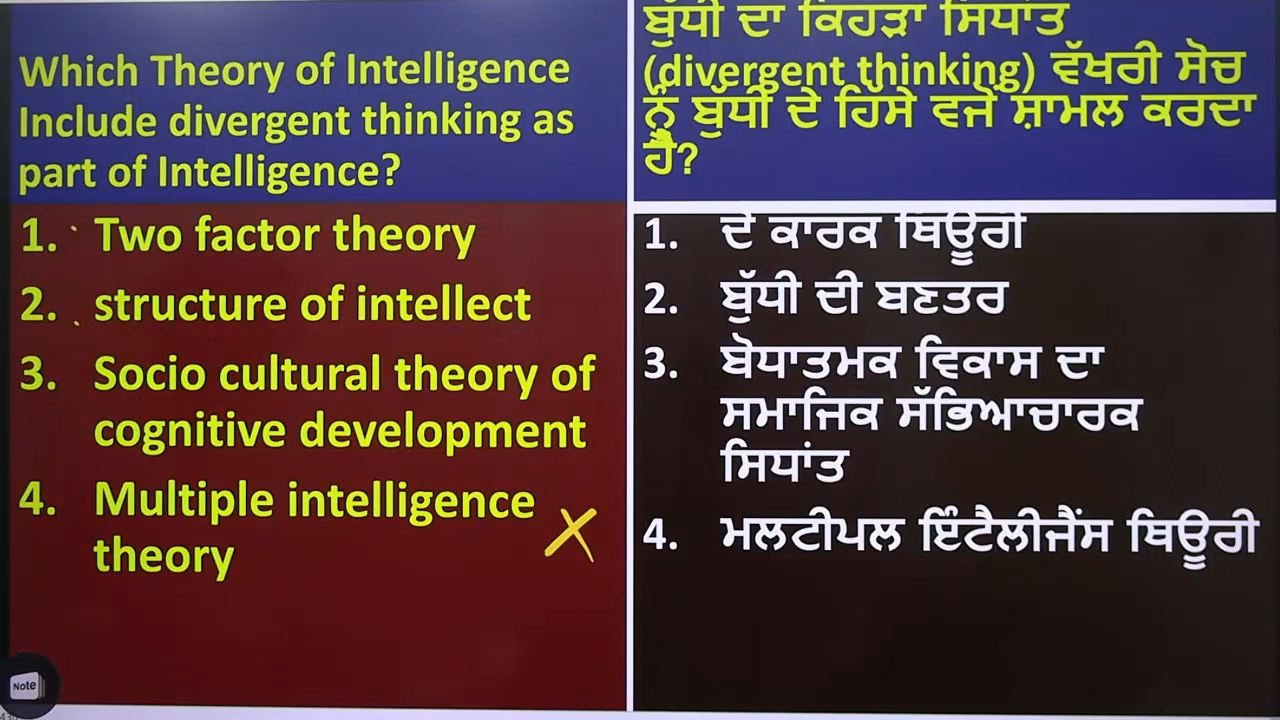 Which Theory of Intelligence
Include divergent thinking as
part of Intelligence?
1. Two factor theory
2. structure of intellect
3. Socio cultural theory of
cognitive development
4. Multiple intelligence
theory
ਬੁੱਧੀ ਦਾ ਕਿਹੜਾ ਸਿਧਾਂਤ
(divergent thinking) ਵੱਖਰੀ ਸੋਚ
ਨੂੰ ਬੁੱਧੀ ਦੇ ਹਿਸੇ ਵਜੋਂ ਸ਼ਾਮਲ ਕਰਦਾ
ਹੈ?
1. ਦੋ ਕਾਰਕ ਥਿਊਰੀ
2. ਬੁੱਧੀ ਦੀ ਬਣਤਰ
3. ਬੋਧਾਤਮਕ ਵਿਕਾਸ ਦਾ
ਸਮਾਜਿਕ ਸੱਭਿਆਚਾਰਕ
ਸਿਧਾਂਤ
4. ਮਲਟੀਪਲ ਇੰਟੈਲੀਜੈਂਸ ਥਿਊਰੀ
Note